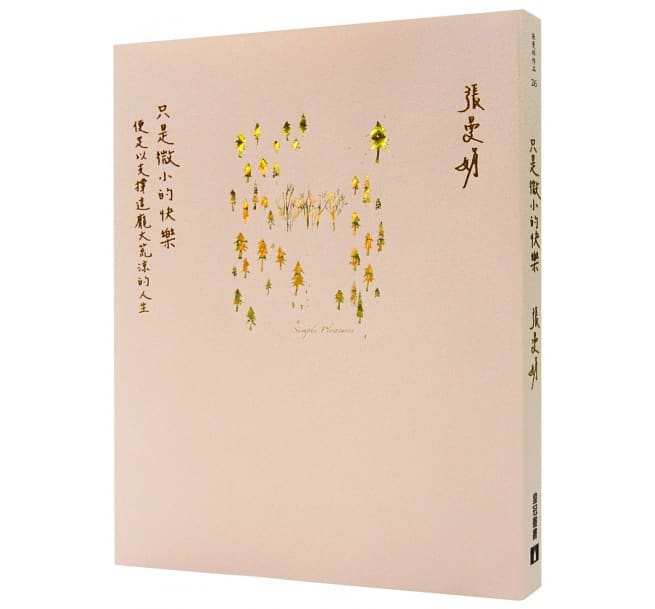 張曼娟
只是微小的快樂
便足以支撐這龐大荒涼的人生
Simple Pleasures
張曼娟作品
26
只是微小的快樂
張曼娟
皇冠叢書